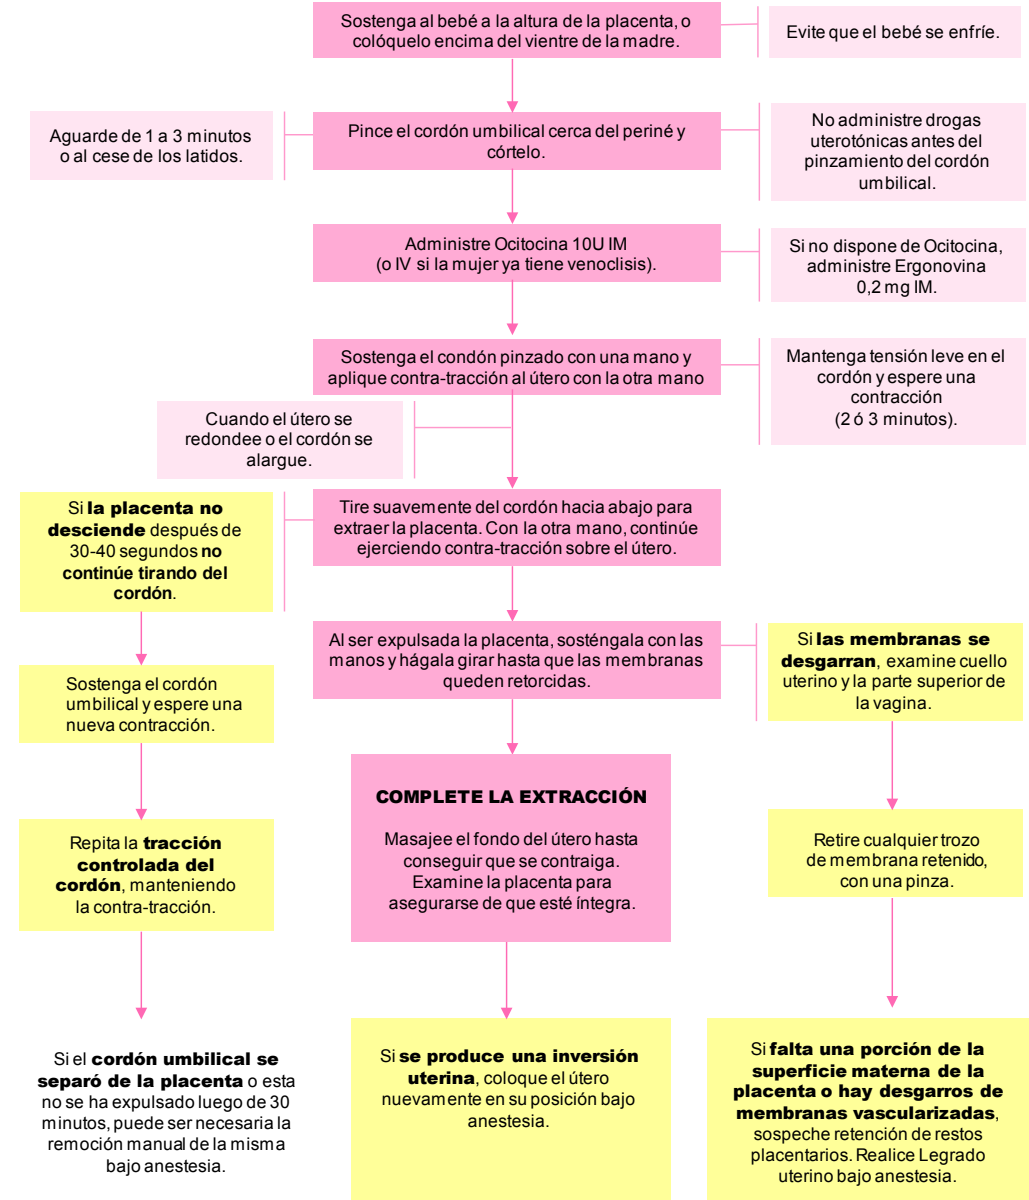 Sostenga al bebé a la altura de la placenta, o
colóquelo encima del vientre de la madre.
Evite que el bebé se enfríe.
Aguarde de 1 a 3 minutos
o al cese de los latidos.
Pince el cordón umbilical cerca del periné y
córtelo.
No administre drogas
uterotónicas antes del
pinzamiento del cordón
umbilical.
Administre Ocitocina 10U IM
(o IV si la mujer ya tiene venoclisis).
Si no dispone de Ocitocina,
administre Ergonovina
0,2 mg IM.
Sostenga el condón pinzado con una mano y
aplique contra-tracción al útero con la otra mano
Mantenga tensión leve en el
cordón y espere una
contracción
(2 ó 3 minutos).
Cuando el útero se
redondee o el cordón se
alargue.
Si la placenta no
desciende después de
30-40 segundos no
continúe tirando del
cordón.
Tire suavemente del cordón hacia abajo para
extraer la placenta. Con la otra mano, continúe
ejerciendo contra-tracción sobre el útero.
Al ser expulsada la placenta, sosténgala con las
manos y hágala girar hasta que las membranas
queden retorcidas.
Si las membranas se
desgarran, examine cuello
uterino y la parte superior de
la vagina.
Sostenga el cordón
umbilical y espere una
nueva contracción.
COMPLETE LA EXTRACCIÓN
Masajee el fondo del útero hasta
conseguir que se contraiga.
Examine la placenta para
asegurarse de que esté íntegra.
Repita la tracción
controlada del
cordón, manteniendo
la contra-tracción.
Retire cualquier trozo
de membrana retenido,
con una pinza.
Si el cordón umbilical se
separó de la placenta o esta
no se ha expulsado luego de 30
minutos, puede ser necesaria la
remoción manual de la misma
bajo anestesia.
Si se produce una inversión
uterina, coloque el útero
nuevamente en su posición bajo
anestesia.
Si falta una porción de la
superficie materna de la
placenta o hay desgarros de
membranas vascularizadas,
sospeche retención de restos
placentarios. Realice Legrado
uterino bajo anestesia.